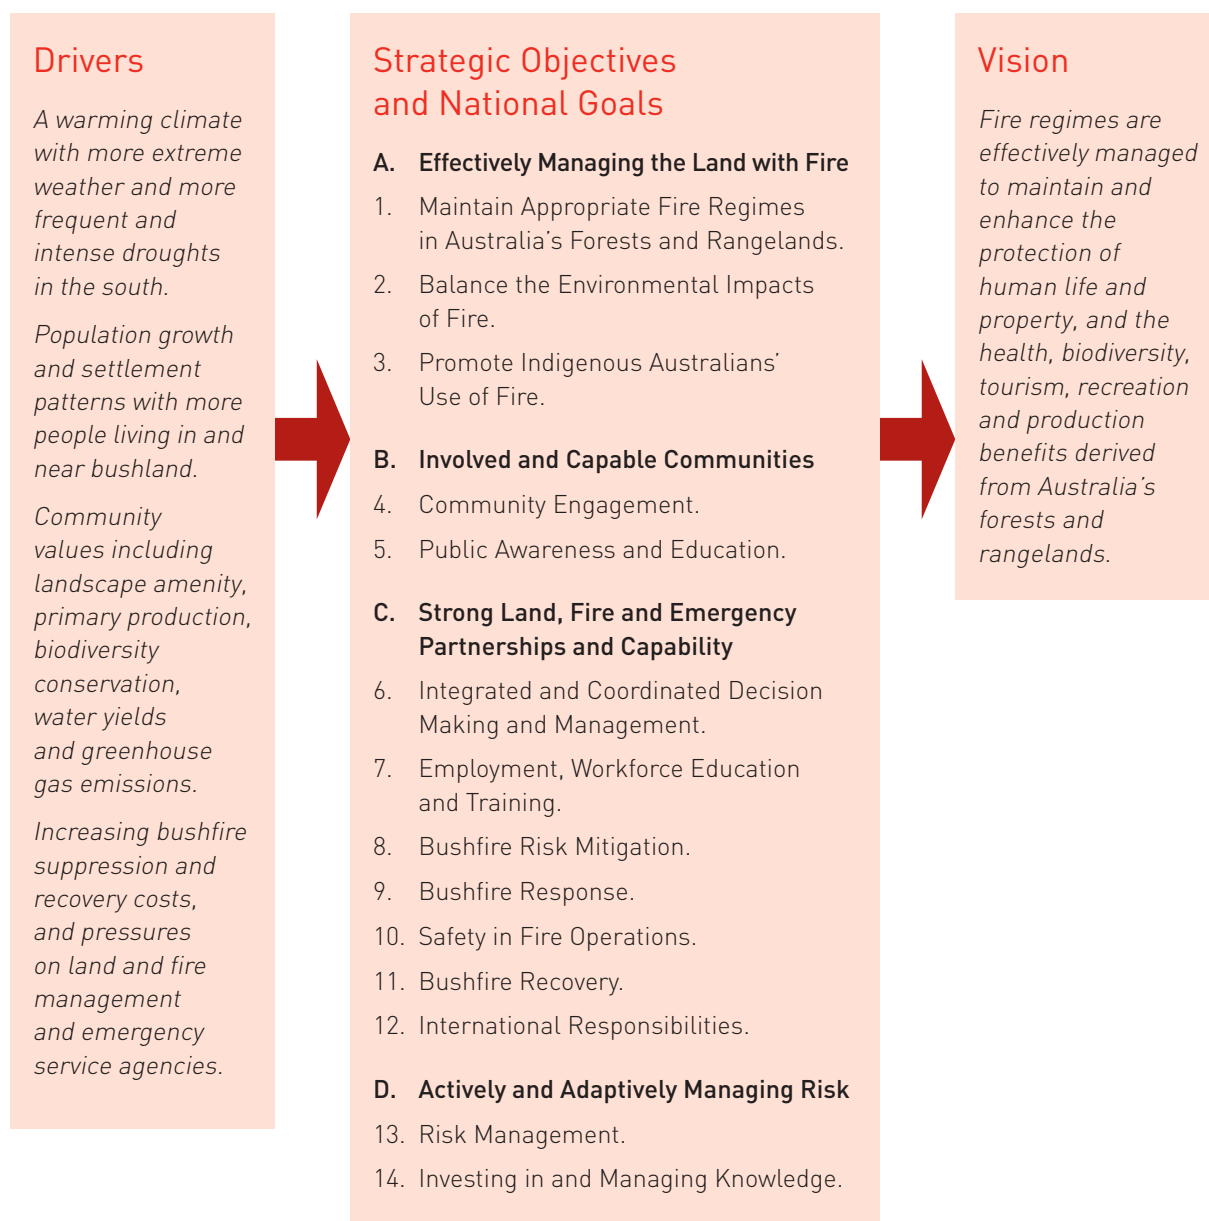 Drivers
A warming climate
with more extreme
weather and more
frequent and
intense droughts
in the south.
Population growth
and settlement
patterns with more
people living in and
near bushland.
Community
values including
landscape amenity,
primary production,
biodiversity
conservation,
water yields
and greenhouse
gas emissions.
Increasing bushfire
suppression and
recovery costs,
and pressures
on land and fire
management
and emergency
service agencies.
Strategic Objectives
and National Goals
A. Effectively Managing the Land with Fire
1. Maintain Appropriate Fire Regimes
in Australia’s Forests and Rangelands.
2. Balance the Environmental Impacts
of Fire.
3. Promote Indigenous Australians’
Use of Fire.
B. Involved and Capable Communities
4. Community Engagement.
5. Public Awareness and Education.
C. Strong Land, Fire and Emergency
Partnerships and Capability
6. Integrated and Coordinated Decision
Making and Management.
7. Employment, Workforce Education
and Training.
8. Bushfire Risk Mitigation.
9. Bushfire Response.
10. Safety in Fire Operations.
11. Bushfire Recovery.
12. International Responsibilities.
D. Actively and Adaptively Managing Risk
13. Risk Management.
14. Investing in and Managing Knowledge.
Vision
Fire regimes are
effectively managed
to maintain and
enhance the
protection of
human life and
property, and the
health, biodiversity,
tourism, recreation
and production
benefits derived
from Australia’s
forests and
rangelands.